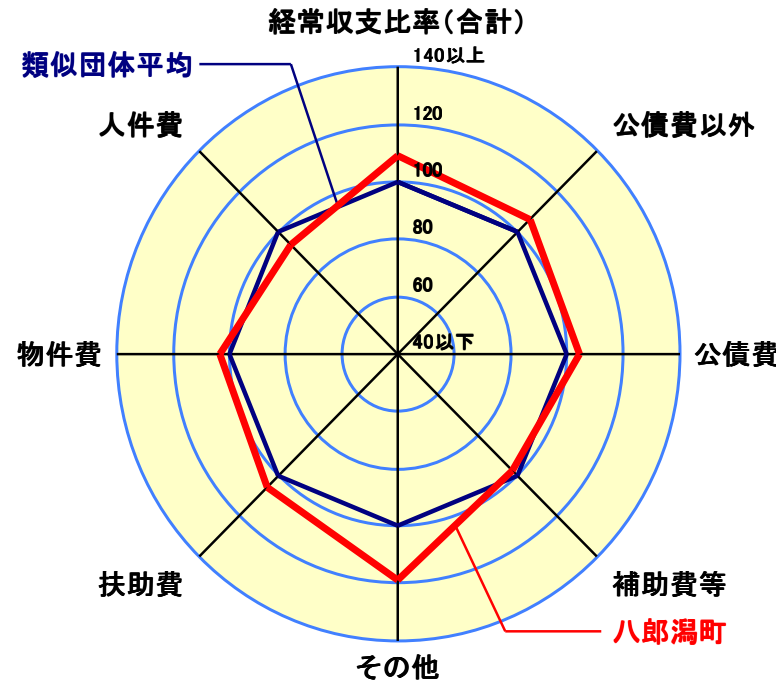 経常収支比率(合計)
類似団体平均
140以上
人件費
120
公債費以外
100
80
60
物件費
40以下
公債費
扶助費
補助費等
八郎潟町
その他